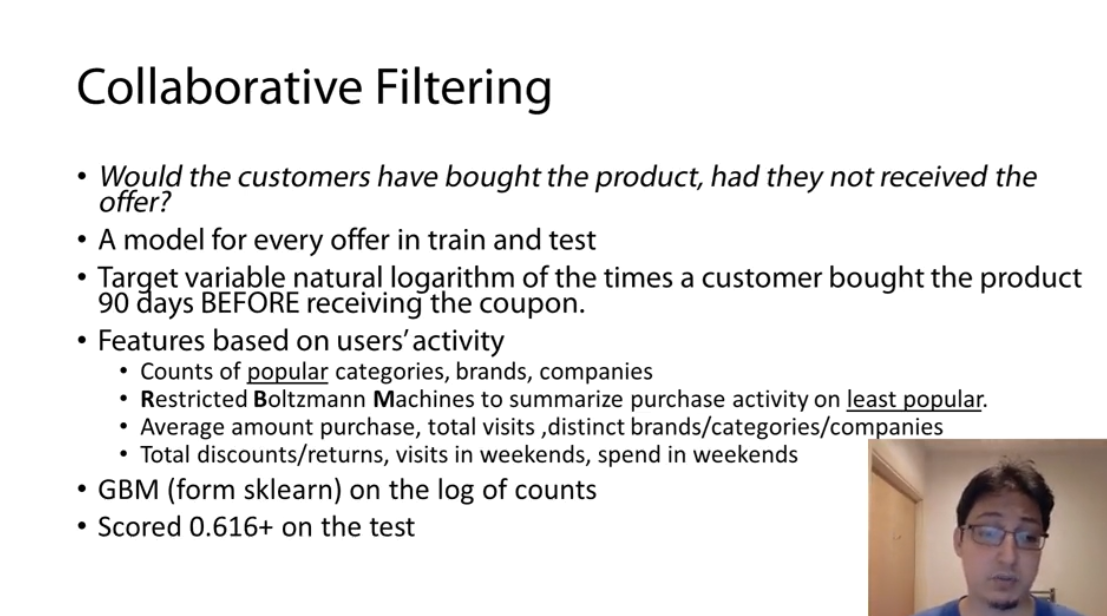 Collaborative Filtering
• Would the customers have bought the product, had they not received the
offer?
• A model for every offer in train and test
• Target variable natural logarithm of the times a customer bought the product
90 days BEFORE receiving the coupon.
• Features based on users’ activity
• Counts of popular categories, brands, companies
• Restricted Boltzmann Machines to summarize purchase activity on least popular.
• Average amount purchase, total visits ,distinct brands/categories/companies
• Total discounts/returns, visits in weekends, spend in weekends
• GBM (form sklearn) on the log of counts
• Scored 0.616+ on the test